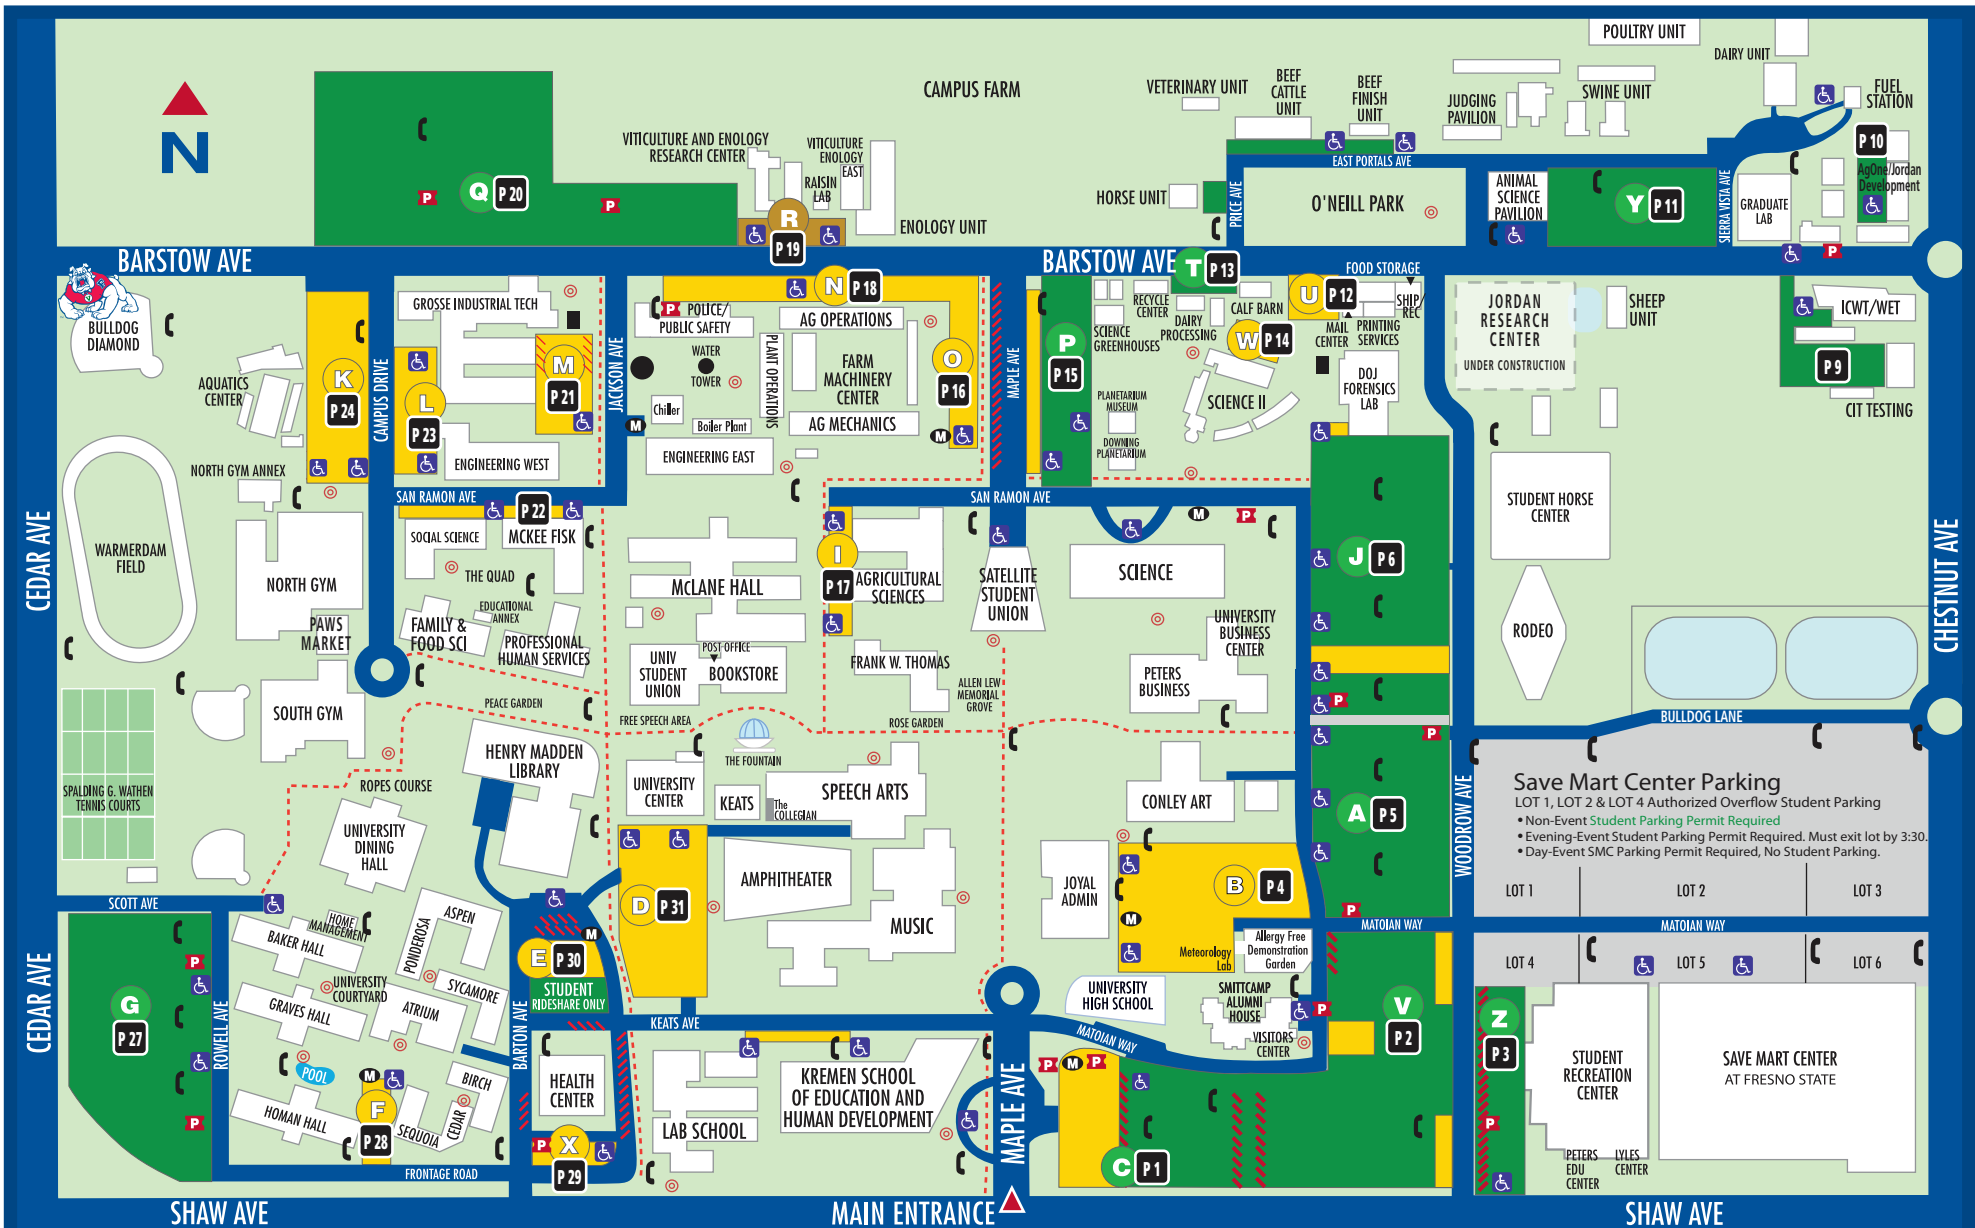 POULTRY UNIT
DAIRY UNIT
FUEL
STATION
P 10
AgOne/Jordan
Development
SWINE UNIT
JUDGING
PAVILION
BEEF
FINISH
UNIT
BEEF
CATTLE
UNIT
VETERINARY UNIT
CAMPUS FARM
N
Q
P 20
P
P
VITICULTURE AND ENOLOGY
RESEARCH CENTER
VITICULTURE
ENOLOGY
EAST
RAISIN
LAB
R
P 19
ENOLOGY UNIT
HORSE UNIT
PRICE AVE
EAST PORTALS AVE
O'NEILL PARK
ANIMAL
SCIENCE
PAVILION
Y
P 11
SIERRA VISTA AVE
GRADUATE
LAB
P
BARSTOW AVE
BARSTOW AVE
T
P 13
FOOD STORAGE
BULLDOG
DIAMOND
K
P 24
CAMPUS DRIVE
AQUATICS
CENTER
NORTH GYM ANNEX
GROSSE INDUSTRIAL TECH
L
P 23
M
P 21
ENGINEERING WEST
JACKSON AVE
P
POLICE/
PUBLIC SAFETY
WATER
TOWER
Chiller
Boiler Plant
M
ENGINEERING EAST
PLANT OPERATIONS
N
P 18
AG OPERATIONS
FARM
MACHINERY
CENTER
AG MECHANICS
O
P 16
M
MAPLE AVE
P
P 15
SCIENCE
GREENHOUSES
RECYCLE
CENTER
DAIRY
PROCESSING
CALF BARN
W
P 14
U
P 12
MAIL
CENTER
PRINTING
SERVICES
SHIP/
REC
PLANETARIUM
MUSEUM
DOWNING
PLANETARIUM
SCIENCE II
DOJ
FORENSICS
LAB
JORDAN
RESEARCH
CENTER
UNDER CONSTRUCTION
SHEEP
UNIT
ICWT/WET
P 9
CIT TESTING
CEDAR AVE
WARMERDAM
FIELD
SAN RAMON AVE
P 22
SOCIAL SCIENCE
MCKEE FISK
THE QUAD
EDUCATIONAL
ANNEX
FAMILY &
FOOD SCI
PROFESSIONAL
HUMAN SERVICES
NORTH GYM
PAWS
MARKET
SOUTH GYM
PEACE GARDEN
SAN RAMON AVE
McLANE HALL
I
P 17
AGRICULTURAL
SCIENCES
SATELLITE
STUDENT
UNION
SCIENCE
M
P
J
P 6
STUDENT HORSE
CENTER
RODEO
CHESTNUT AVE
UNIV
STUDENT
UNION
POST OFFICE
BOOKSTORE
FRANK W. THOMAS
ALLEN LEW
MEMORIAL
GROVE
ROSE GARDEN
FREE SPEECH AREA
UNIVERSITY
BUSINESS
CENTER
PETERS
BUSINESS
P
P
BULLDOG LANE
SPALDING G. WATHEN
TENNIS COURTS
ROPES COURSE
UNIVERSITY
DINING
HALL
HENRY MADDEN
LIBRARY
THE FOUNTAIN
UNIVERSITY
CENTER
KEATS
The
COLLEGIAN
SPEECH ARTS
CONLEY ART
A
P 5
WOODROW AVE
Save Mart Center Parking
LOT 1, LOT 2 & LOT 4 Authorized Overflow Student Parking
• Non-Event Student Parking Permit Required
• Evening-Event Student Parking Permit Required. Must exit lot by 3:30.
• Day-Event SMC Parking Permit Required, No Student Parking.
LOT 1
LOT 2
LOT 3
SCOTT AVE
D
P 31
AMPHITHEATER
MUSIC
JOYAL
ADMIN
B
P 4
M
P
MATOIAN WAY
MATOIAN WAY
LOT 4
LOT 5
LOT 6
CEDAR AVE
G
P 27
P
P
ROWELL AVE
HOME
MANAGEMENT
BAKER HALL
PONDEROSA
ASPEN
UNIVERSITY
COURTYARD
SYCAMORE
GRAVES HALL
ATRIUM
POOL
HOMAN HALL
M
F
P 28
SEQUOIA
CEDAR
BIRCH
BARTON AVE
M
E
P 30
STUDENT
RIDESHARE ONLY
KEATS AVE
HEALTH
CENTER
P
X
P 29
FRONTAGE ROAD
LAB SCHOOL
KREMEN SCHOOL
OF EDUCATION AND
HUMAN DEVELOPMENT
MAPLE AVE
UNIVERSITY
HIGH SCHOOL
MATOIAN WAY
Meteorology
Lab
Allergy Free
Demonstration
Garden
SMITTCAMP
ALUMNI
HOUSE
VISITORS
CENTER
P
V
P 2
P
M
P
C
P 1
Z
P 3
P
STUDENT
RECREATION
CENTER
PETERS
EDU
CENTER
LYLES
CENTER
SAVE MART CENTER
AT FRESNO STATE
SHAW AVE
MAIN ENTRANCE
SHAW AVE